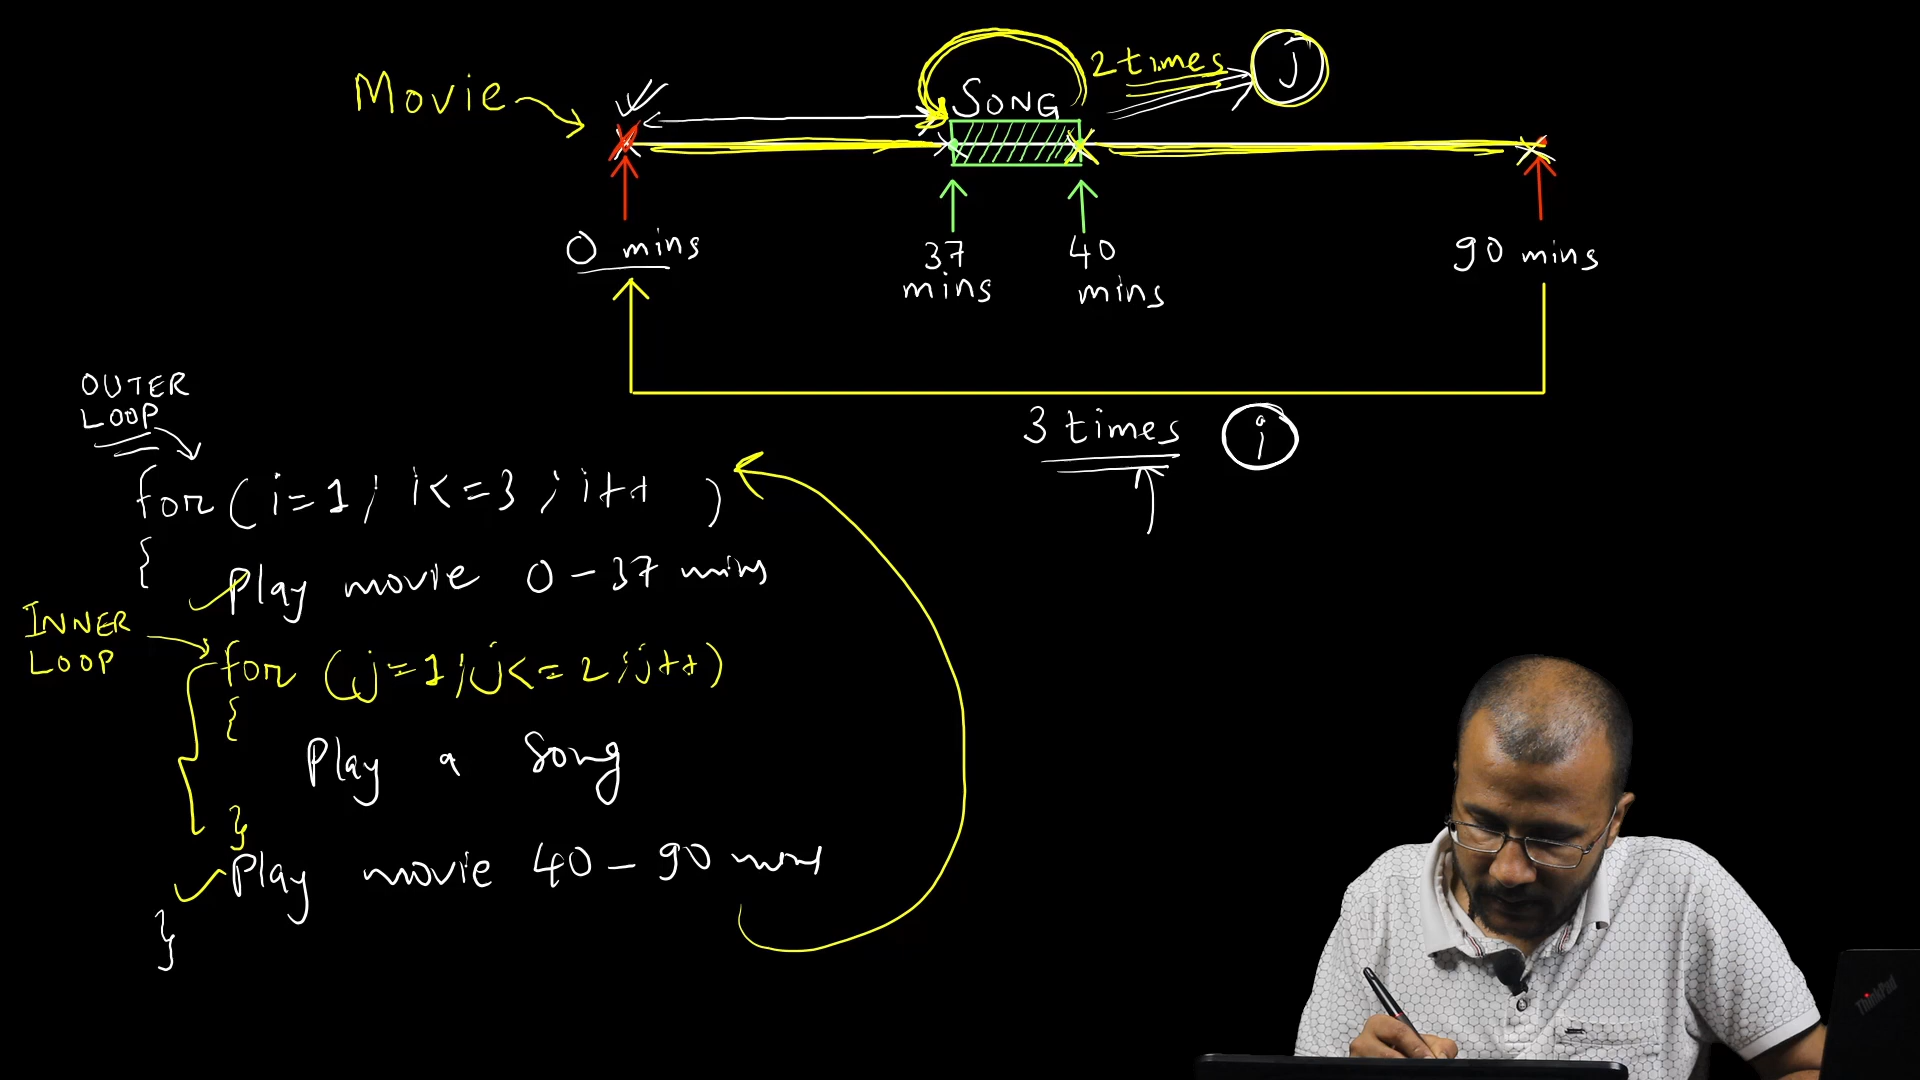 Movie
SONG
2 times
j
0 mins
37 mins
40 mins
90 mins
3 times
i
OUTER
LOOP
for ( i=1 ; i<=3 ; i++ )
{
Play movie 0-37 mins
INNER
LOOP
for (j=1 ; j<=2 ; j++)
{
Play a Song
}
Play movie 40-90 mins
}
ThinkPad